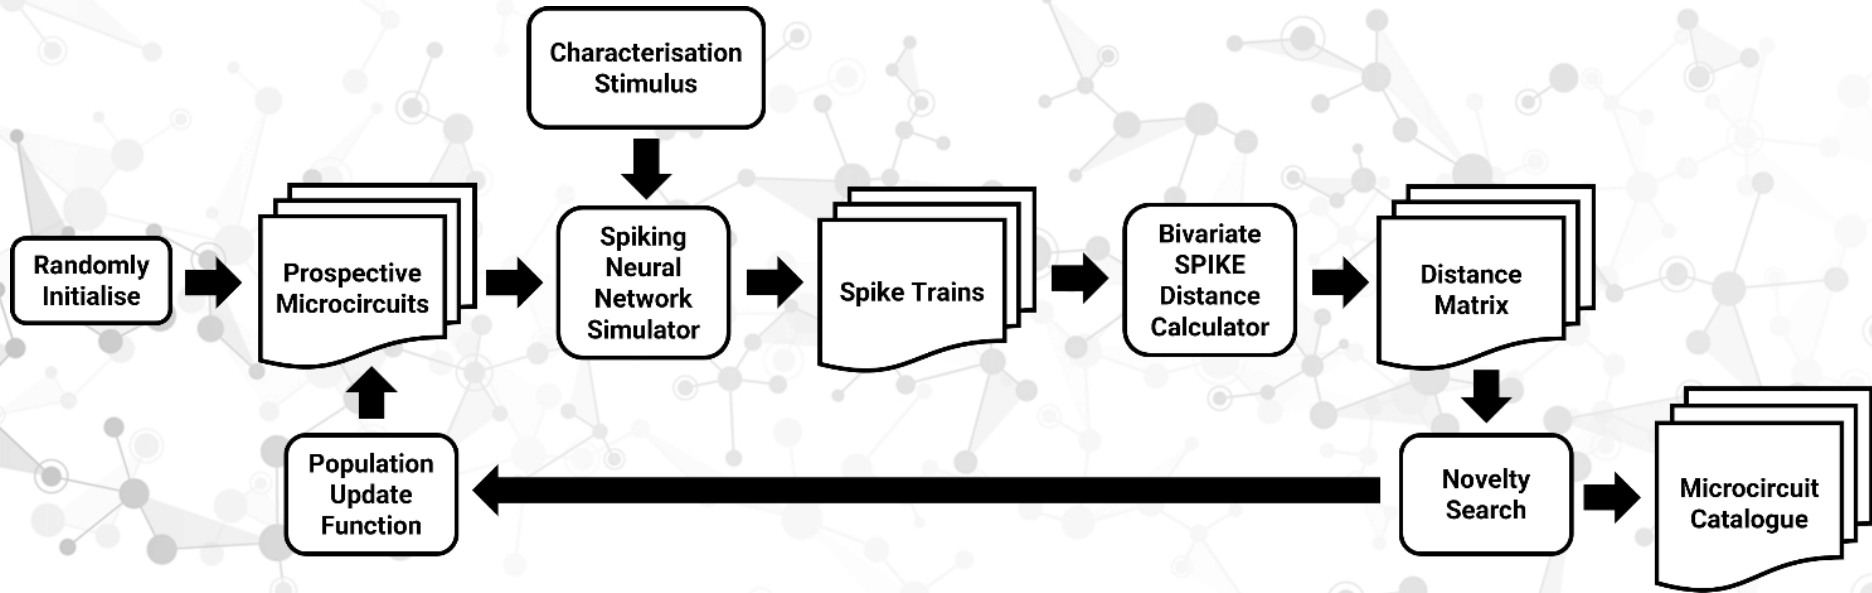 Characterisation
Stimulus
Randomly
Initialise
Prospective
Microcircuits
Spiking
Neural
Network
Simulator
Spike Trains
Bivariate
SPIKE
Distance
Calculator
Distance
Matrix
Population
Update
Function
Novelty
Search
Microcircuit
Catalogue